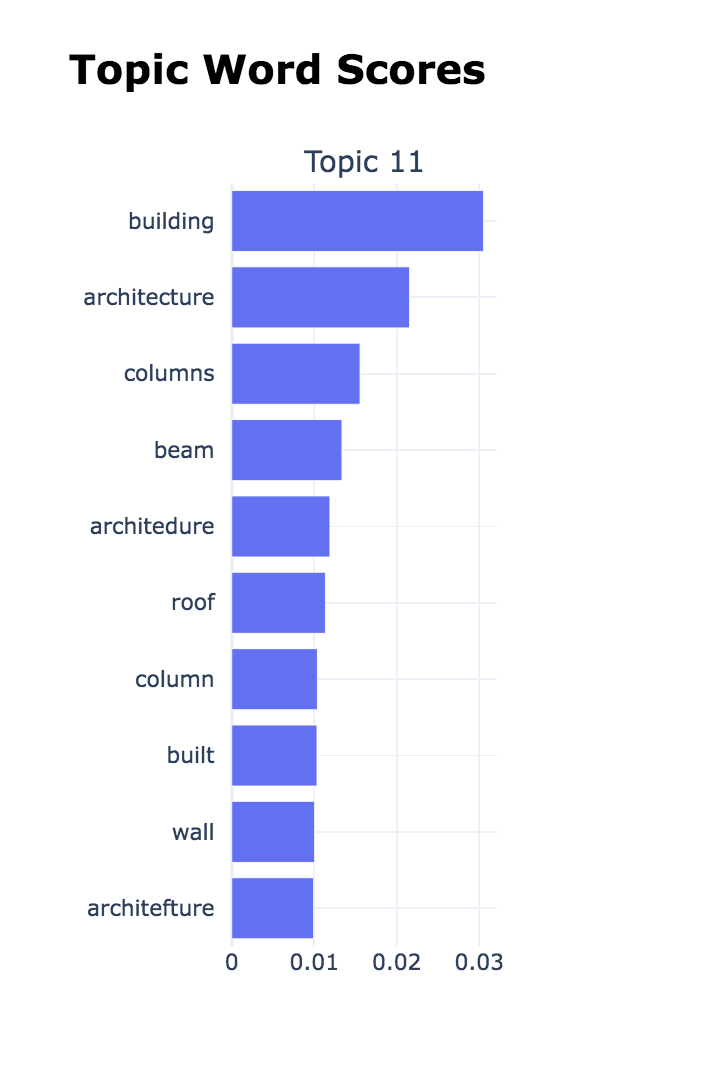 Topic Word Scores
Topic 11
building
architecture
columns
beam
architedure
roof
column
built
wall
architefture
0 0.01 0.02 0.03